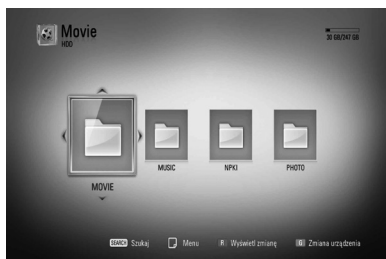 Movie
HDD
30 GB/247 GB
MUSIC
NPKI
PHOTO
MOVIE
SEARCH Szukaj Menu R Wyświetl zmianę G Zmiana urządzenia